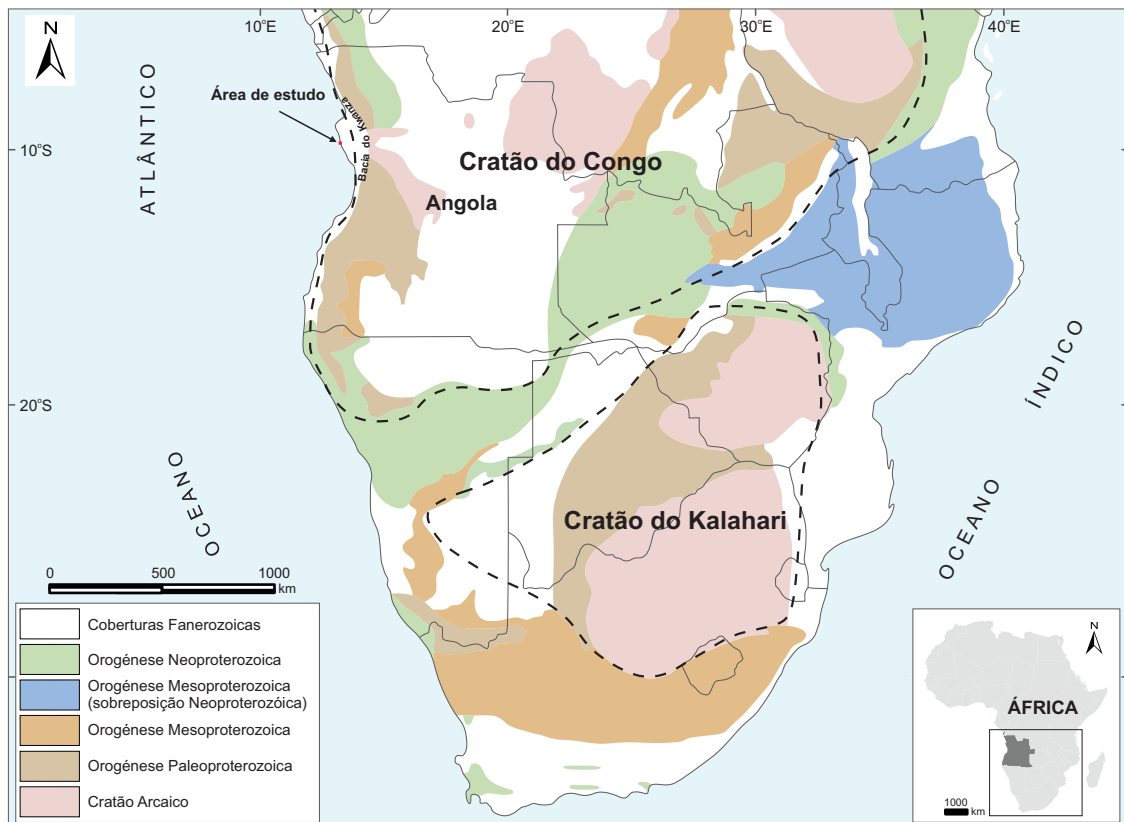 10°E
20°E
30°E
40°E
N
ATLÂNTICO
Área de estudo
Bacia do Kwanza
10°S
Cratão do Congo
Angola
ÍNDICO
20°S
OCEANO
Cratão do Kalahari
OCEANO
0 500 1000
km
Coberturas Fanerozoicas
Orogénese Neoproterozoica
Orogénese Mesoproterozoica
(sobreposição Neoproterozóica)
Orogénese Mesoproterozoica
Orogénese Paleoproterozoica
Cratão Arcaico
N
ÁFRICA
1000
km